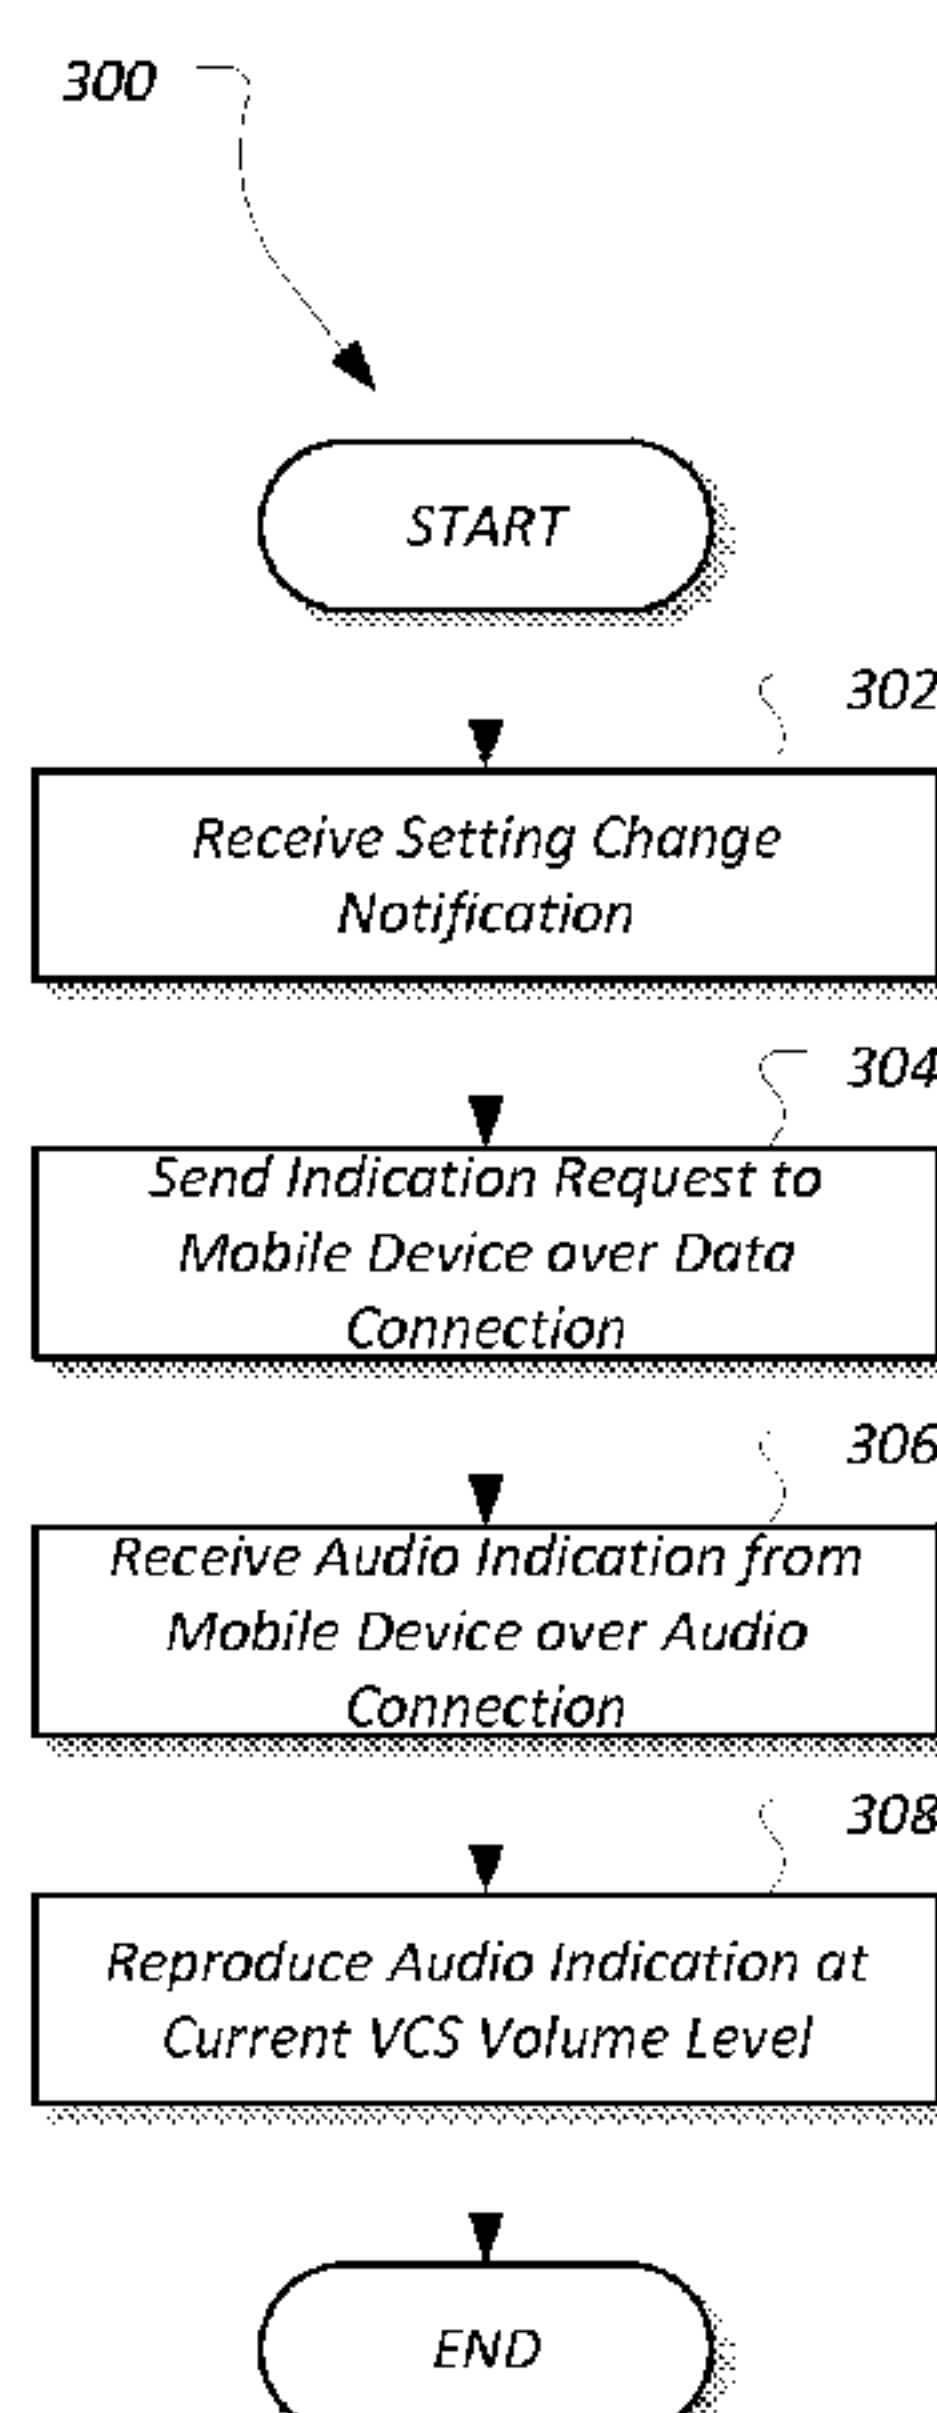 300
START
302
Receive Setting Change
Notification
304
Send Indication Request to
Mobile Device over Data
Connection
306
Receive Audio Indication from
Mobile Device over Audio
Connection
308
Reproduce Audio Indication at
Current VCS Volume Level
END